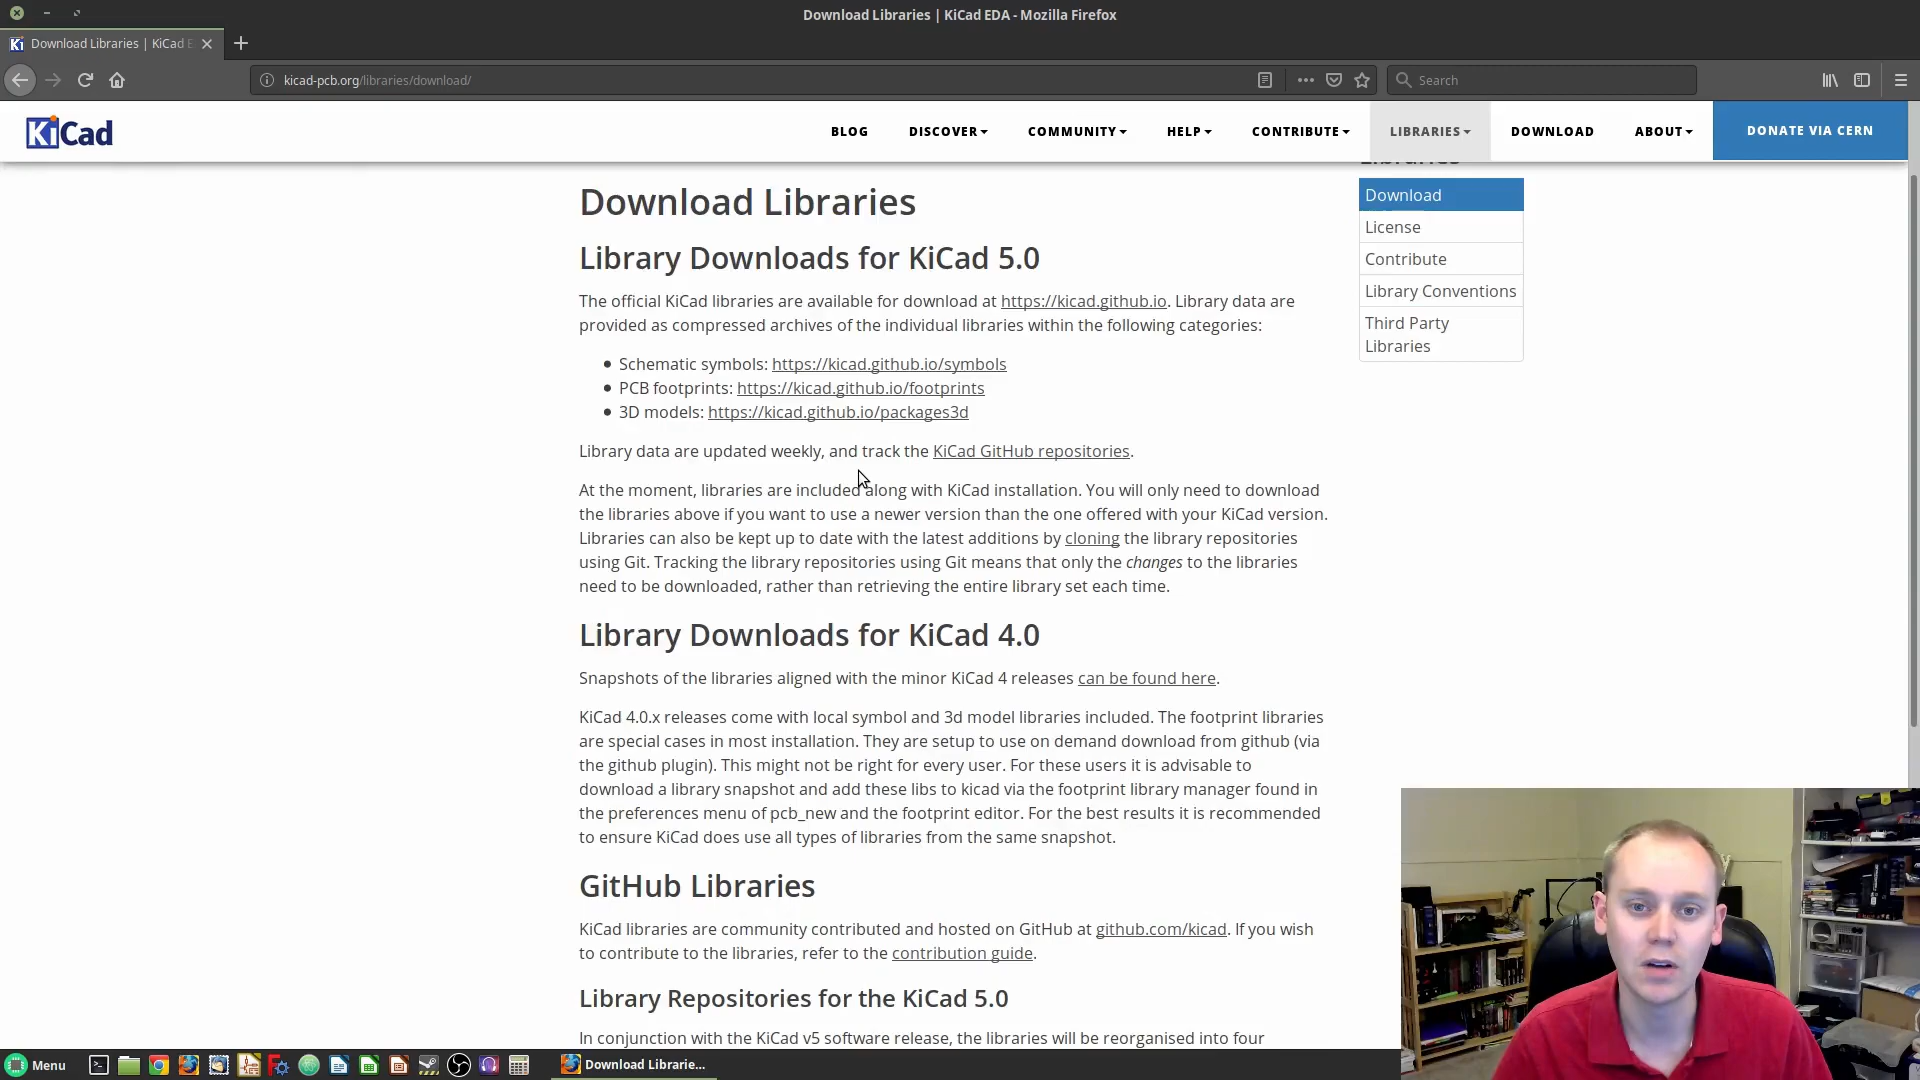 Download Libraries | KiCad EDA - Mozilla Firefox
Download Libraries | KiCad E
kicad-pcb.org/libraries/download/
Search
KiCad
BLOG DISCOVER COMMUNITY HELP CONTRIBUTE LIBRARIES DOWNLOAD ABOUT DONATE VIA CERN
Libraries
Download
License
Contribute
Library Conventions
Third Party
Libraries
Download Libraries
Library Downloads for KiCad 5.0
The official KiCad libraries are available for download at https://kicad.github.io. Library data are
provided as compressed archives of the individual libraries within the following categories:
Schematic symbols: https://kicad.github.io/symbols
PCB footprints: https://kicad.github.io/footprints
3D models: https://kicad.github.io/packages3d
Library data are updated weekly, and track the KiCad GitHub repositories.
At the moment, libraries are included along with KiCad installation. You will only need to download
the libraries above if you want to use a newer version than the one offered with your KiCad version.
Libraries can also be kept up to date with the latest additions by cloning the library repositories
using Git. Tracking the library repositories using Git means that only the changes to the libraries
need to be downloaded, rather than retrieving the entire library set each time.
Library Downloads for KiCad 4.0
Snapshots of the libraries aligned with the minor KiCad 4 releases can be found here.
KiCad 4.0.x releases come with local symbol and 3d model libraries included. The footprint libraries
are special cases in most installation. They are setup to use on demand download from github (via
the github plugin). This might not be right for every user. For these users it is advisable to
download a library snapshot and add these libs to kicad via the footprint library manager found in
the preferences menu of pcb_new and the footprint editor. For the best results it is recommended
to ensure KiCad does use all types of libraries from the same snapshot.
GitHub Libraries
KiCad libraries are community contributed and hosted on GitHub at github.com/kicad. If you wish
to contribute to the libraries, refer to the contribution guide.
Library Repositories for the KiCad 5.0
In conjunction with the KiCad v5 software release, the libraries will be reorganised into four
Menu
Download Librarie...